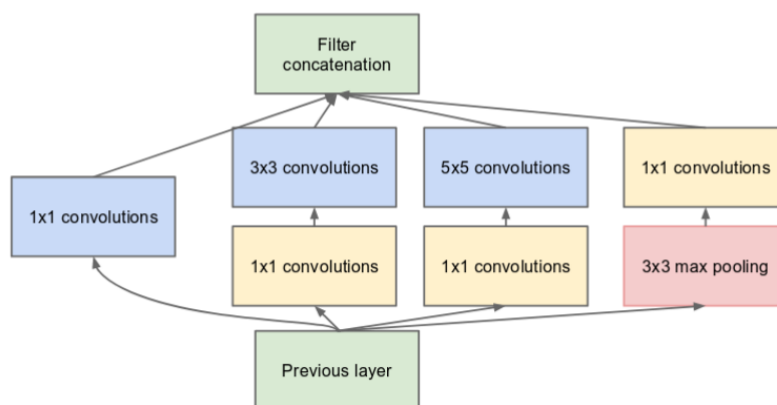 Filter
concatenation
3x3 convolutions
5x5 convolutions
1x1 convolutions
1x1 convolutions
1x1 convolutions
1x1 convolutions
3x3 max pooling
Previous layer